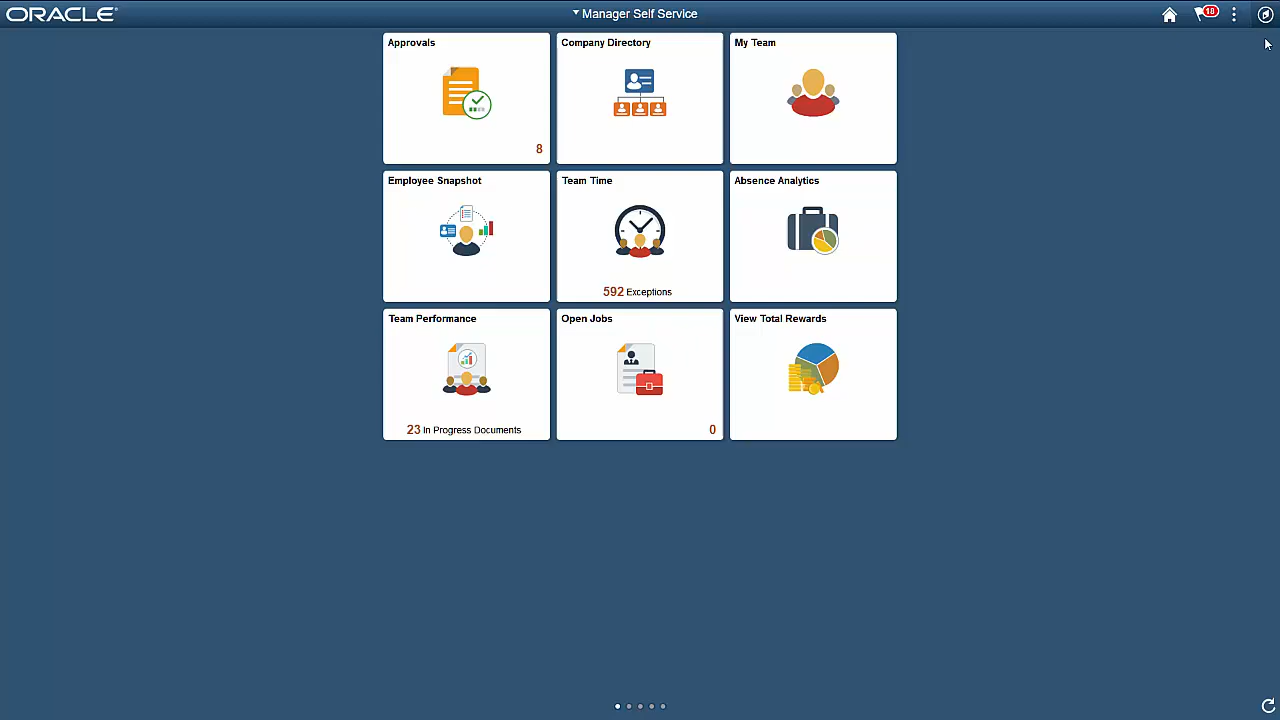 ORACLE
Manager Self Service
18
Approvals
8
Company Directory
My Team
Employee Snapshot
Team Time
592 Exceptions
Absence Analytics
Team Performance
23 In Progress Documents
Open Jobs
0
View Total Rewards